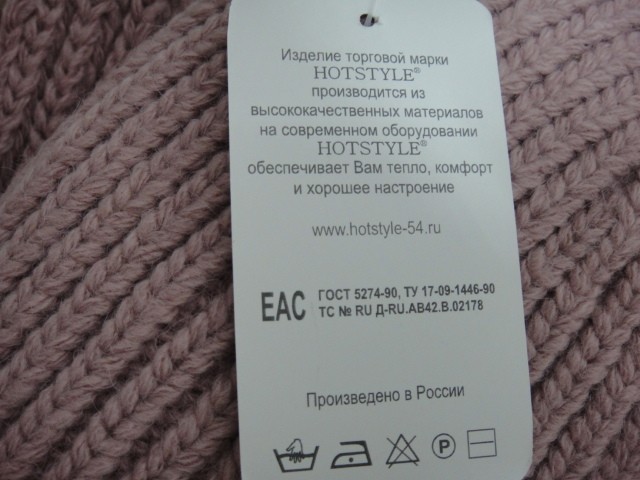 Изделие торговой марки
HOTSTYLE®
производится из
высококачественных материалов
на современном оборудовании
HOTSTYLE®
обеспечивает Вам тепло, комфорт
и хорошее настроение
www.hotstyle-54.ru
EAC
ГОСТ 5274-90, ТУ 17-09-1446-90
ТС № RU Д-RU.АВ42.В.02178
Произведено в России
P